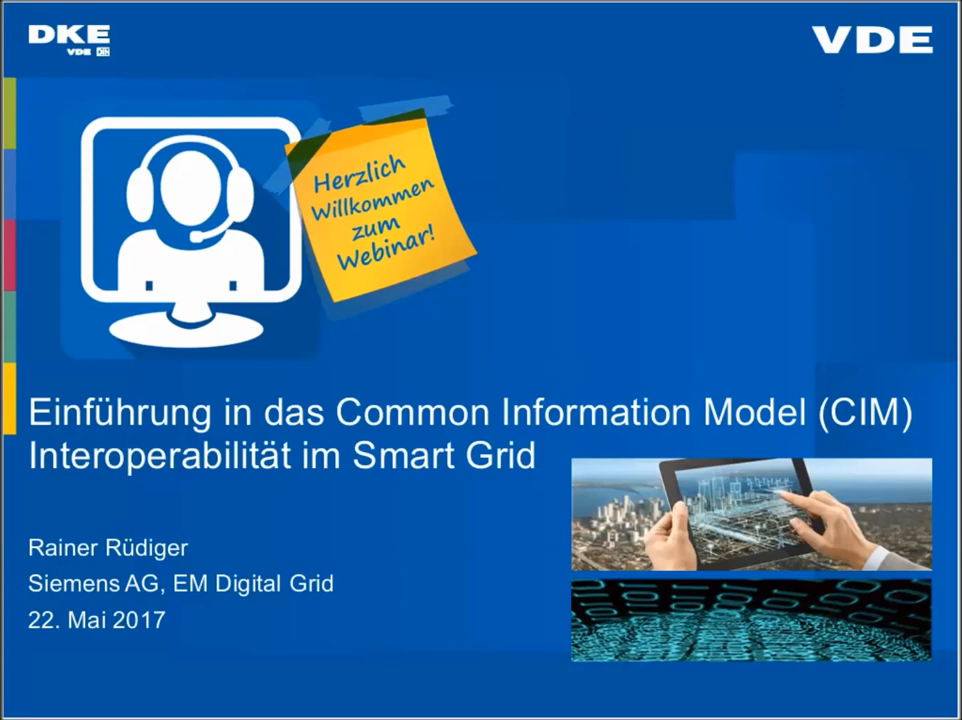 DKE
VDE DIN
VDE
Herzlich
Willkommen
zum
Webinar!
Einführung in das Common Information Model (CIM)
Interoperabilität im Smart Grid
Rainer Rüdiger
Siemens AG, EM Digital Grid
22. Mai 2017